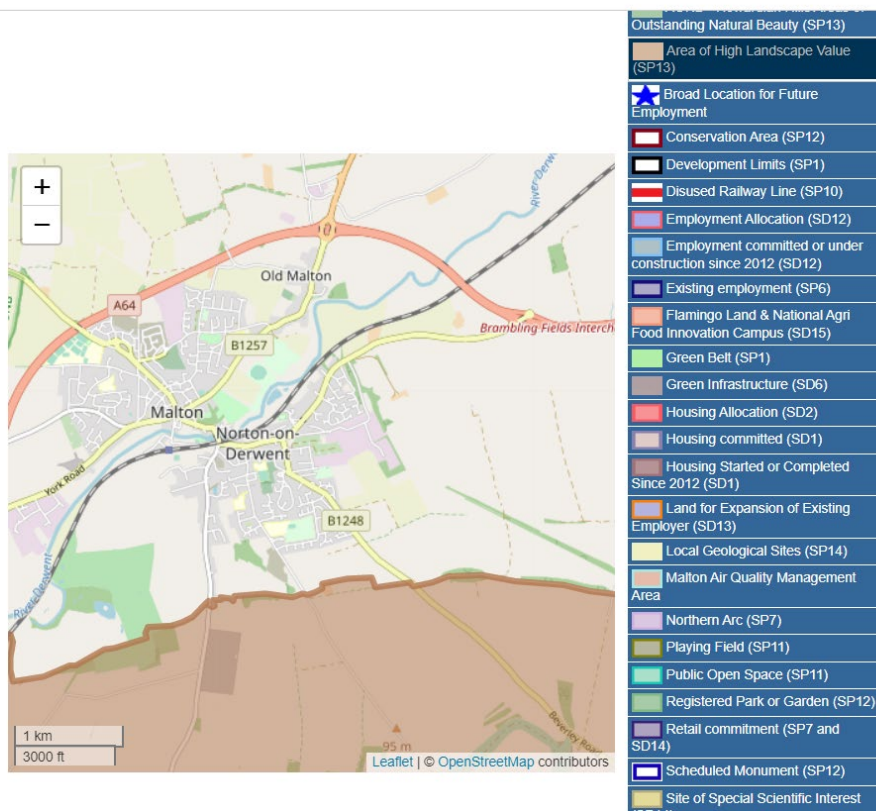 +
−
River Derwent
Old Malton
A64
B1257
Brambling Fields Interch
Malton
Norton-on-
Derwent
York Road
B1248
River Derwent
Beverley Road
95 m
1 km
3000 ft
Leaflet | © OpenStreetMap contributors
Outstanding Natural Beauty (SP13)
Area of High Landscape Value
(SP13)
Broad Location for Future
Employment
Conservation Area (SP12)
Development Limits (SP1)
Disused Railway Line (SP10)
Employment Allocation (SD12)
Employment committed or under
construction since 2012 (SD12)
Existing employment (SP6)
Flamingo Land & National Agri
Food Innovation Campus (SD15)
Green Belt (SP1)
Green Infrastructure (SD6)
Housing Allocation (SD2)
Housing committed (SD1)
Housing Started or Completed
Since 2012 (SD1)
Land for Expansion of Existing
Employer (SD13)
Local Geological Sites (SP14)
Malton Air Quality Management
Area
Northern Arc (SP7)
Playing Field (SP11)
Public Open Space (SP11)
Registered Park or Garden (SP12)
Retail commitment (SP7 and
SD14)
Scheduled Monument (SP12)
Site of Special Scientific Interest